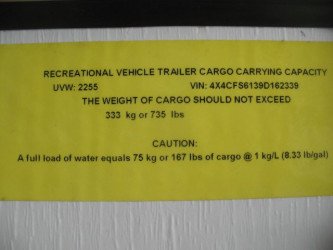 RECREATIONAL VEHICLE TRAILER CARGO CARRYING CAPACITY
UVW: 2255 VIN: 4X4CFS6139D162339
THE WEIGHT OF CARGO SHOULD NOT EXCEED
333 kg or 735 lbs
CAUTION:
A full load of water equals 75 kg or 167 lbs of cargo @ 1 kg/L (8.33 lb/gal)